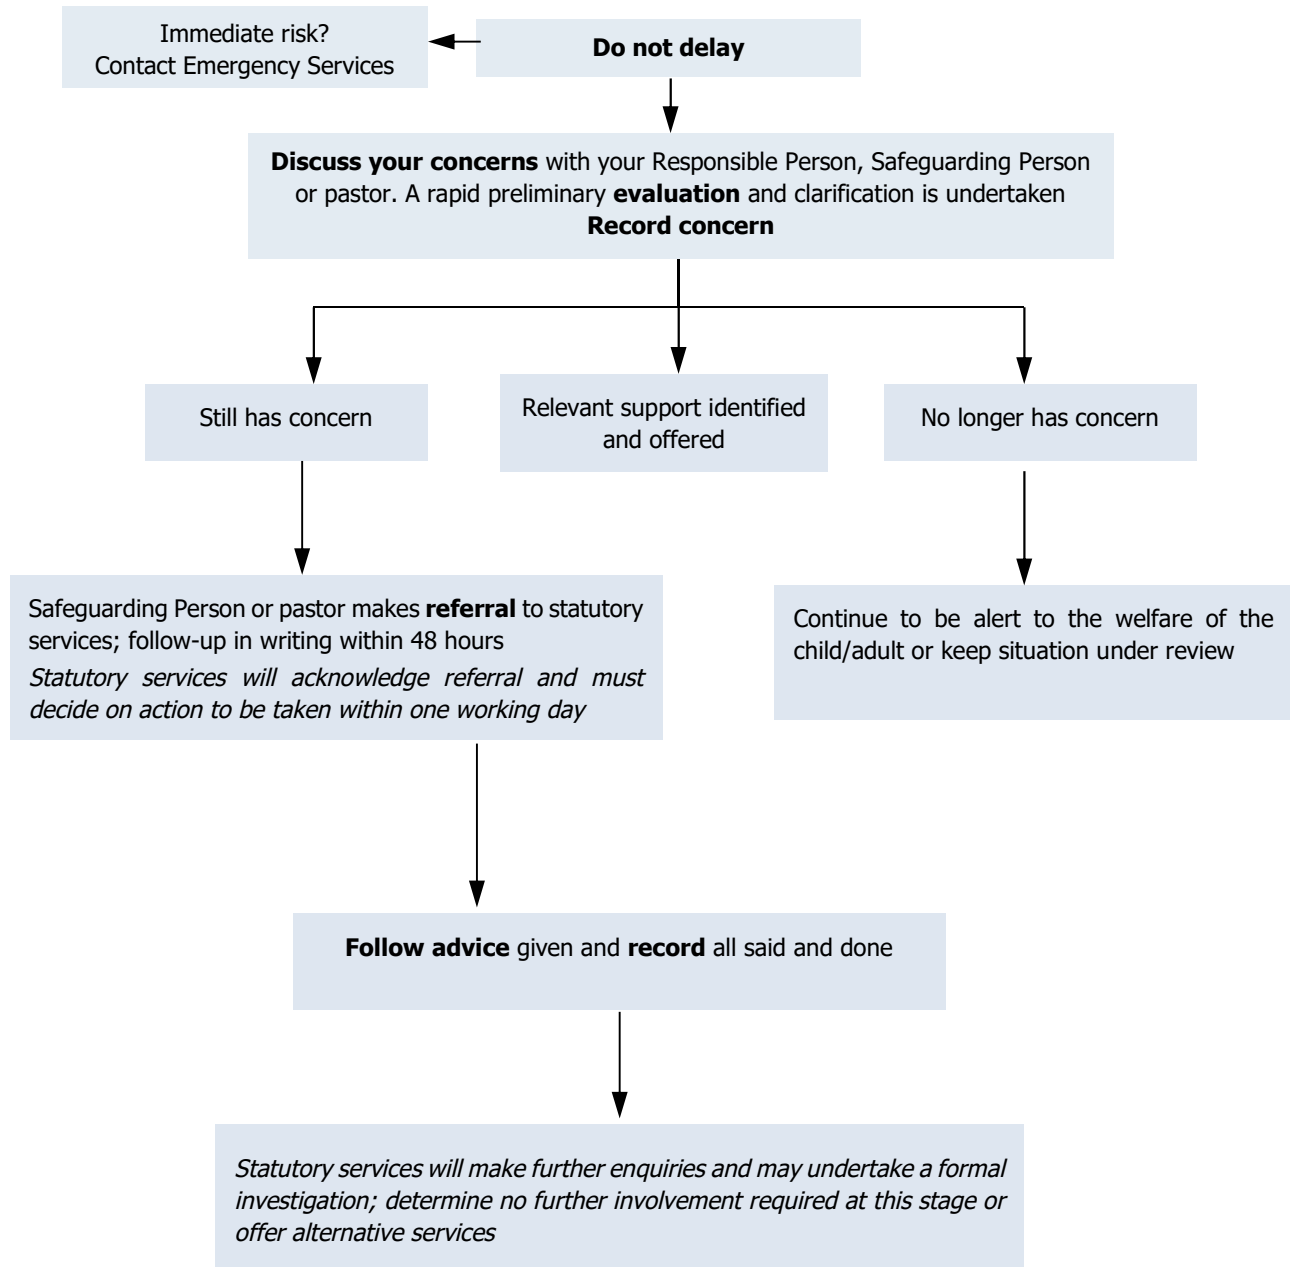 Immediate risk?
Contact Emergency Services
Do not delay
Discuss your concerns with your Responsible Person, Safeguarding Person
or pastor. A rapid preliminary evaluation and clarification is undertaken
Record concern
Still has concern
Relevant support identified
and offered
No longer has concern
Safeguarding Person or pastor makes referral to statutory
services; follow-up in writing within 48 hours
Statutory services will acknowledge referral and must
decide on action to be taken within one working day
Continue to be alert to the welfare of the
child/adult or keep situation under review
Follow advice given and record all said and done
Statutory services will make further enquiries and may undertake a formal
investigation; determine no further involvement required at this stage or
offer alternative services